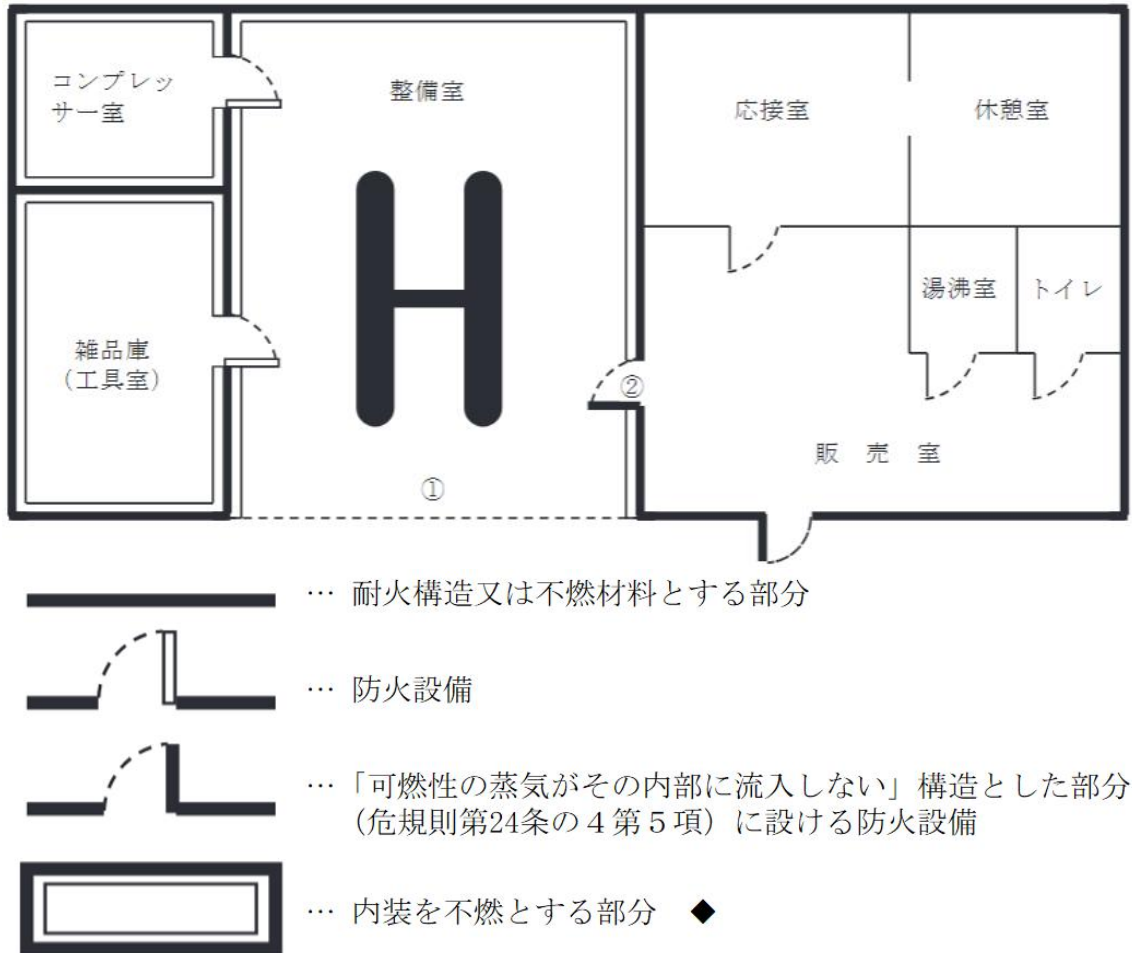 コンプレッ
サー室
整備室
応接室
休憩室
湯沸室
トイレ
雑品庫
（工具室）
②
販　売　室
①
… 耐火構造又は不燃材料とする部分
… 防火設備
…「可燃性の蒸気がその内部に流入しない」構造とした部分
（危規則第24条の４第５項）に設ける防火設備
… 内装を不燃とする部分　◆